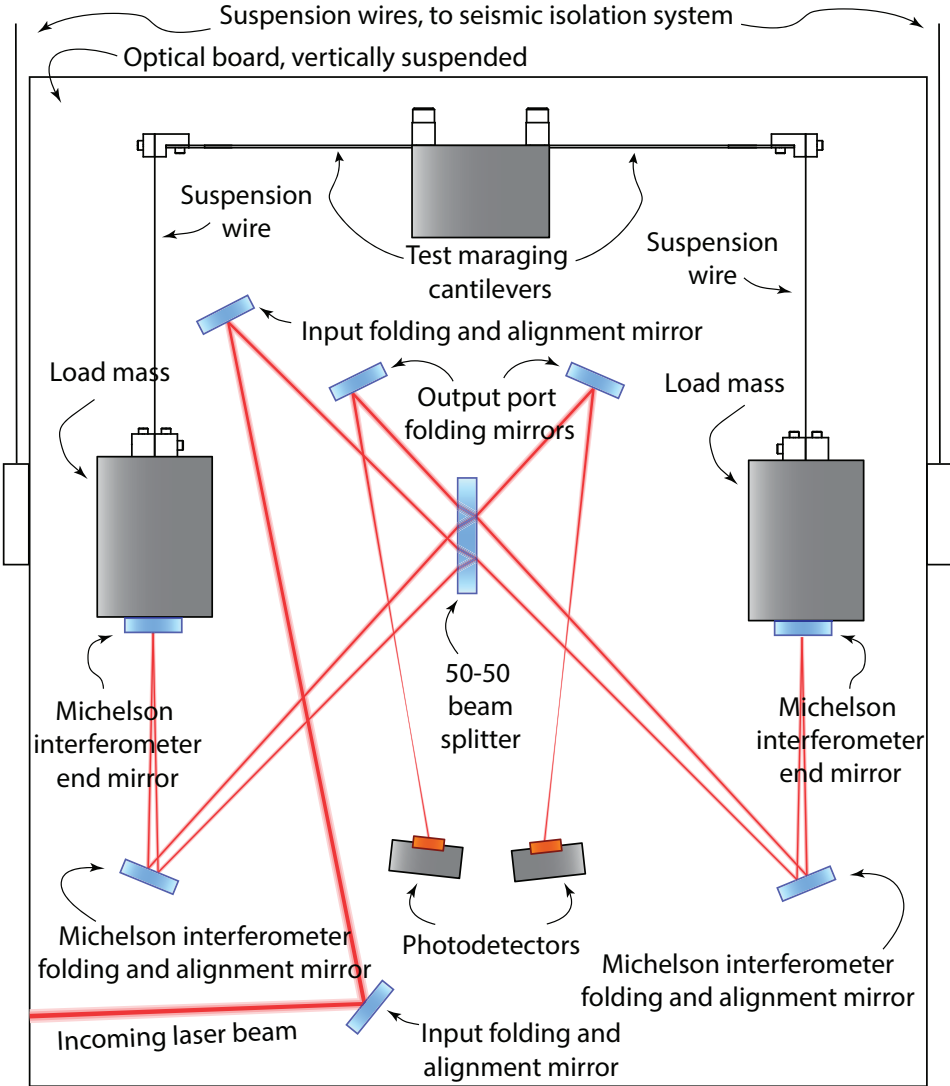 Suspension wires, to seismic isolation system
Optical board, vertically suspended
Suspension
wire
Test maraging
cantilevers
Suspension
wire
Input folding and alignment mirror
Load mass
Output port
folding mirrors
Load mass
50-50
beam
splitter
Michelson
interferometer
end mirror
Michelson
interferometer
end mirror
Michelson interferometer
folding and alignment mirror
Photodetectors
Michelson interferometer
folding and alignment mirror
Incoming laser beam
Input folding and
alignment mirror